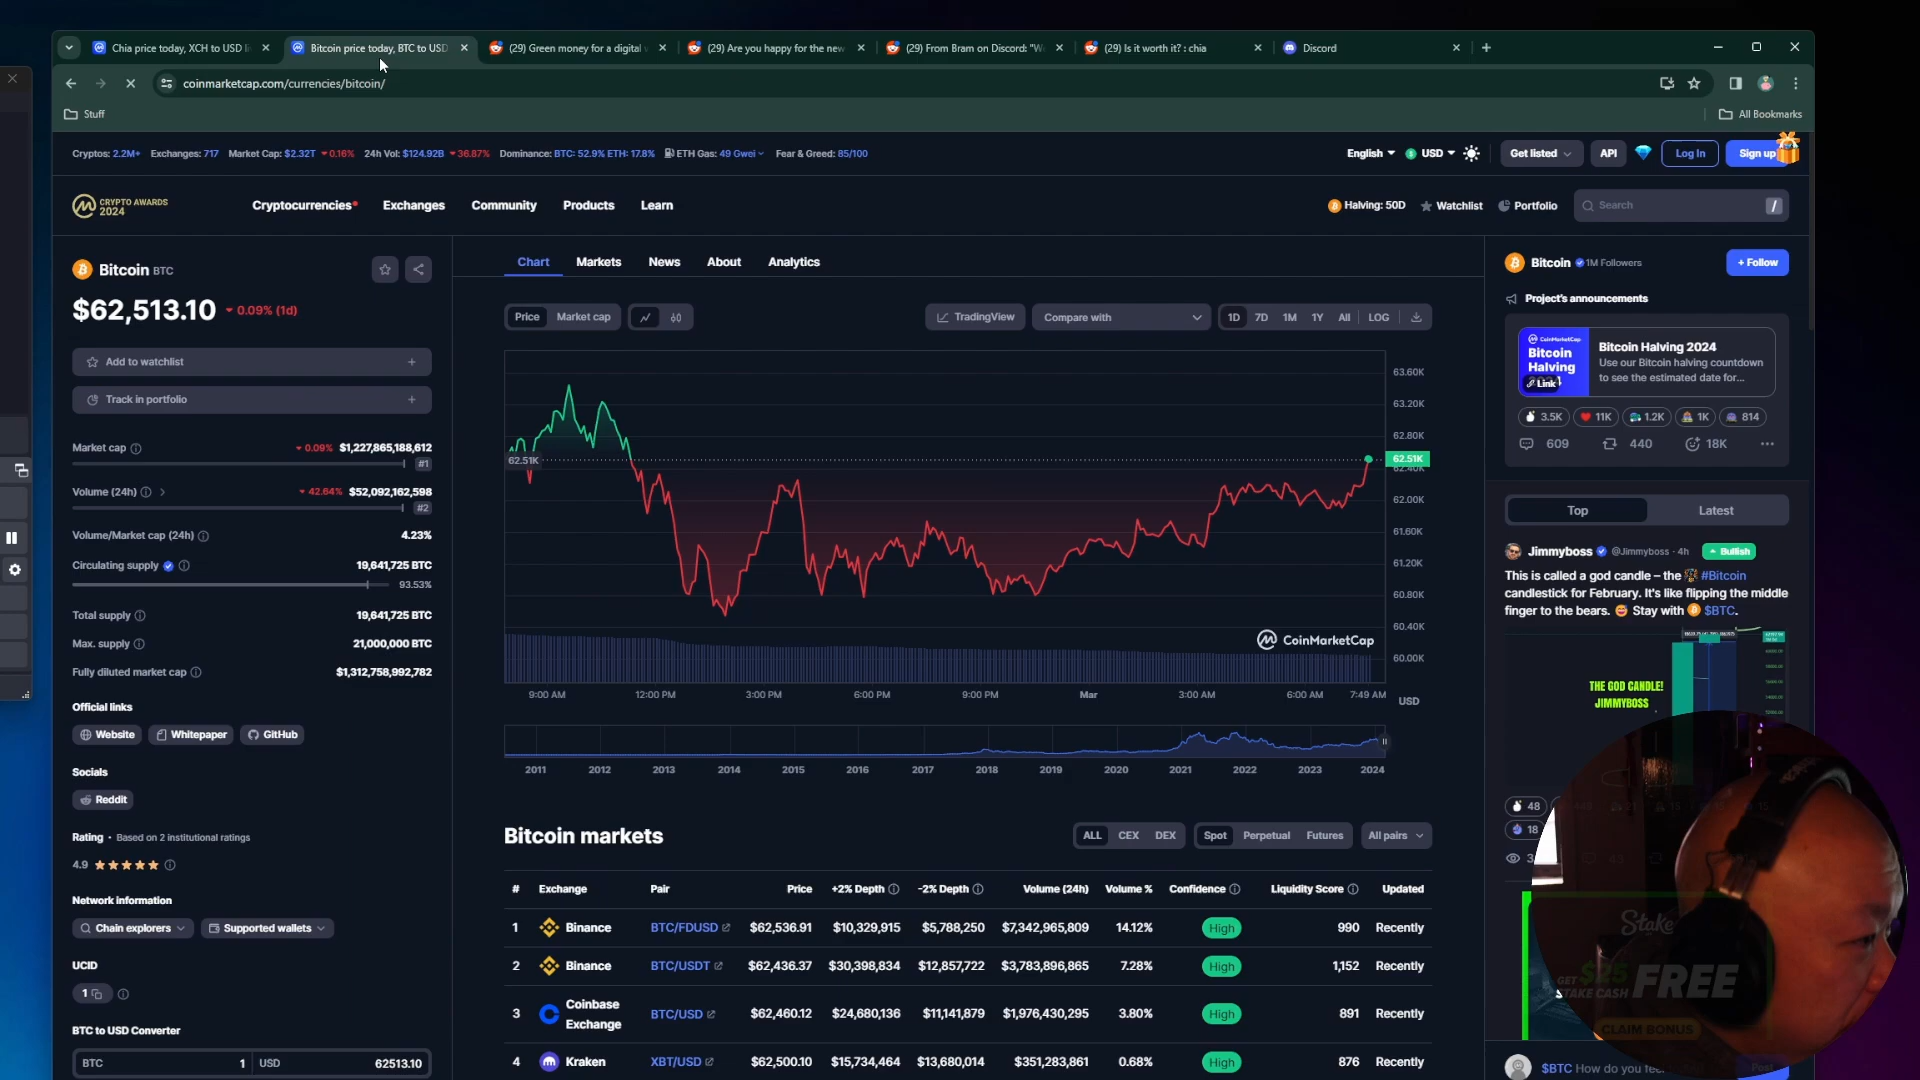 Chia price today, XCH to USD li
Bitcoin price today, BTC to USD
(29) Green money for a digital w
(29) Are you happy for the new
(29) From Bram on Discord: "We
(29) Is it worth it? : chia
Discord
coinmarketcap.com/currencies/bitcoin/
Stuff
All Bookmarks
Cryptos: 2.2M+ Exchanges: 717 Market Cap: $2.32T 0.16% 24h Vol: $124.92B 36.87% Dominance: BTC: 52.9% ETH: 17.8% ETH Gas: 49 Gwei Fear & Greed: 85/100
English USD Get listed API Log In Sign up
CRYPTO AWARDS
2024
Cryptocurrencies Exchanges Community Products Learn
Halving: 50D Watchlist Portfolio Search /
Bitcoin BTC
$62,513.10 0.09% (1d)
Add to watchlist +
Track in portfolio +
Market cap 0.09% $1,227,865,188,612
#1
Volume (24h) 42.64% $52,092,162,598
#2
Volume/Market cap (24h) 4.23%
Circulating supply 19,641,725 BTC
93.53%
Total supply 19,641,725 BTC
Max. supply 21,000,000 BTC
Fully diluted market cap $1,312,758,992,782
Official links
Website Whitepaper GitHub
Socials
Reddit
Rating · Based on 2 institutional ratings
4.9
Network information
Chain explorers Supported wallets
UCID
1
BTC to USD Converter
BTC 1 USD 62513.10
Chart Markets News About Analytics
Price Market cap
TradingView Compare with 1D 7D 1M 1Y All LOG
63.60K
63.20K
62.80K
62.51K
62.51K
62.40K
62.00K
61.60K
61.20K
60.80K
60.40K
60.00K
CoinMarketCap
9:00 AM 12:00 PM 3:00 PM 6:00 PM 9:00 PM Mar 3:00 AM 6:00 AM 7:49 AM USD
2011 2012 2013 2014 2015 2016 2017 2018 2019 2020 2021 2022 2023 2024
Bitcoin markets
ALL CEX DEX Spot Perpetual Futures All pairs
# Exchange Pair Price +2% Depth -2% Depth Volume (24h) Volume % Confidence Liquidity Score Updated
1 Binance BTC/FDUSD $62,536.91 $10,329,915 $5,788,250 $7,342,965,809 14.12% High 990 Recently
2 Binance BTC/USDT $62,436.37 $30,398,834 $12,857,722 $3,783,896,865 7.28% High 1,152 Recently
3 Coinbase Exchange BTC/USD $62,460.12 $24,680,136 $11,141,879 $1,976,430,295 3.80% High 891 Recently
4 Kraken XBT/USD $62,500.10 $15,734,464 $13,680,014 $351,283,861 0.68% High 876 Recently
Bitcoin 1M Followers + Follow
Project's announcements
CoinMarketCap
Bitcoin
Halving
Link
Bitcoin Halving 2024
Use our Bitcoin halving countdown
to see the estimated date for...
3.5K 11K 1.2K 1K 814
609 440 18K
Top Latest
Jimmyboss @Jimmyboss · 4h Bullish
This is called a god candle – the #Bitcoin
candlestick for February. It's like flipping the middle
finger to the bears. Stay with $BTC.
THE GOD CANDLE!
JIMMYBOSS
48
18
Stake
GET $25 FREE
STAKE CASH
CLAIM BONUS
$BTC How do you feel
Post